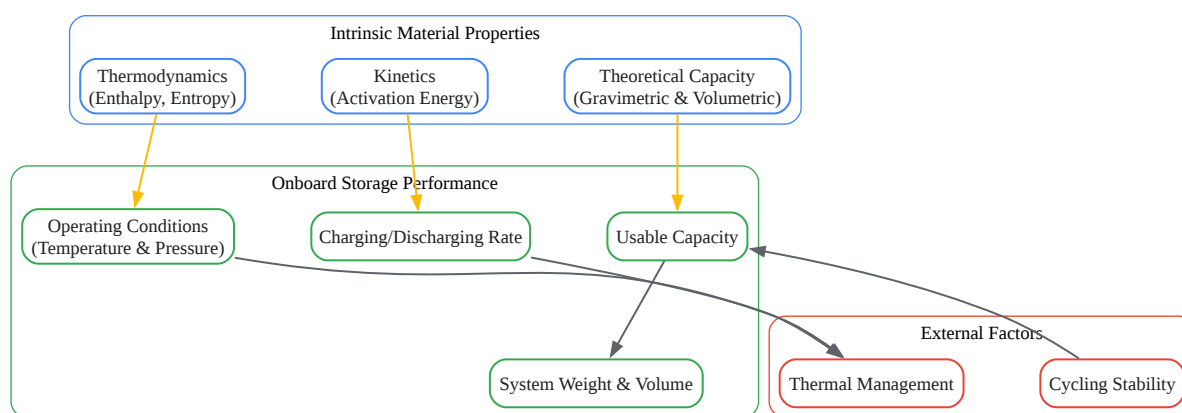 Intrinsic Material Properties
Thermodynamics
(Enthalpy, Entropy)
Kinetics
(Activation Energy)
Theoretical Capacity
(Gravimetric & Volumetric)
Onboard Storage Performance
Operating Conditions
(Temperature & Pressure)
Charging/Discharging Rate
Usable Capacity
External Factors
System Weight & Volume
Thermal Management
Cycling Stability